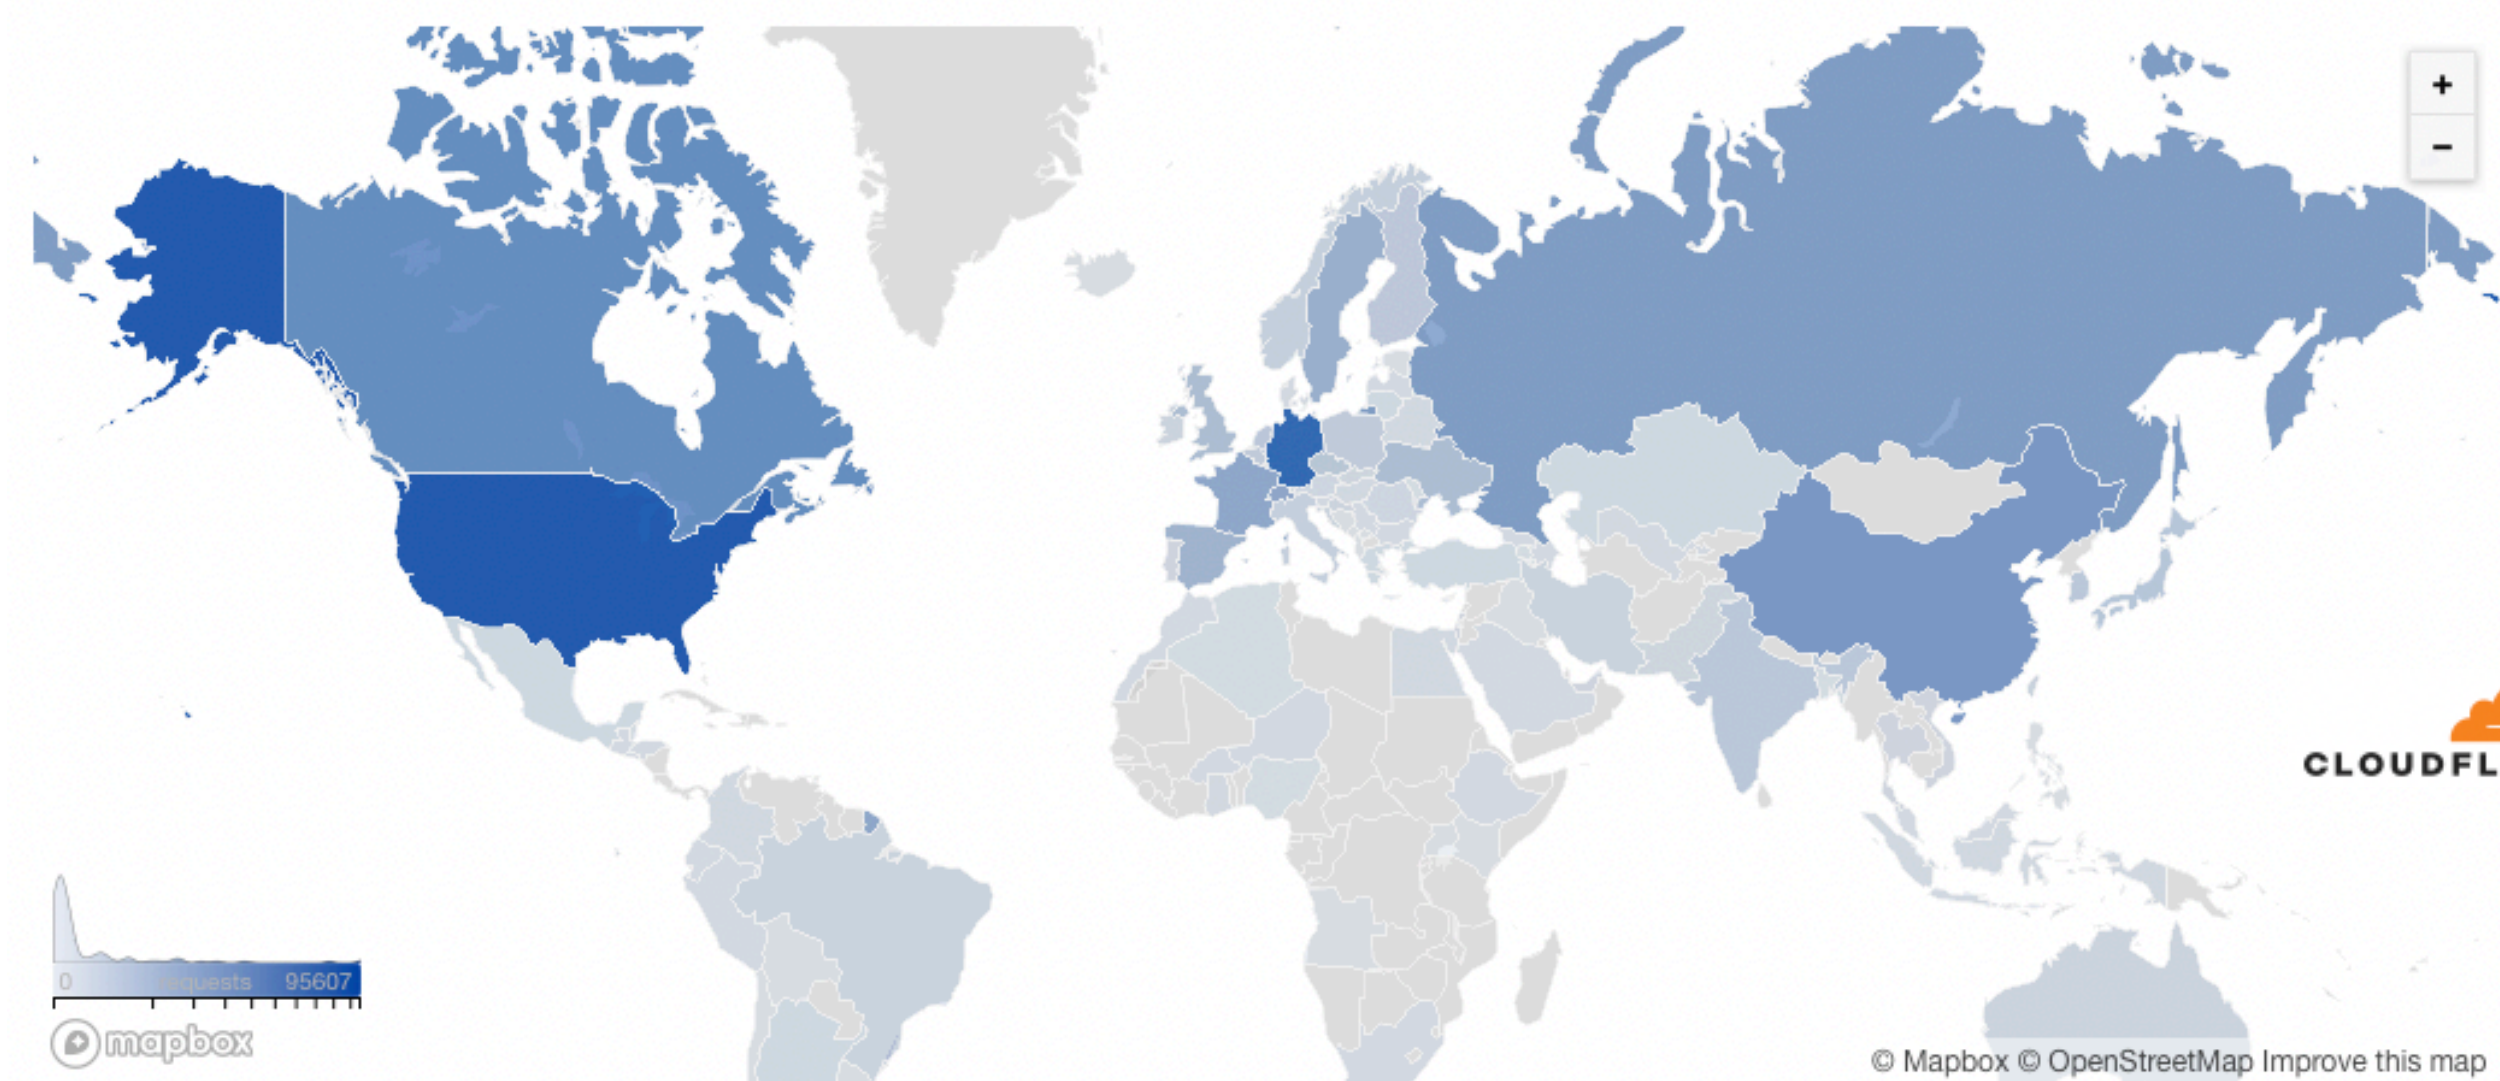 +
−
CLOUDFL
0 requests 95607
mapbox
© Mapbox © OpenStreetMap Improve this map